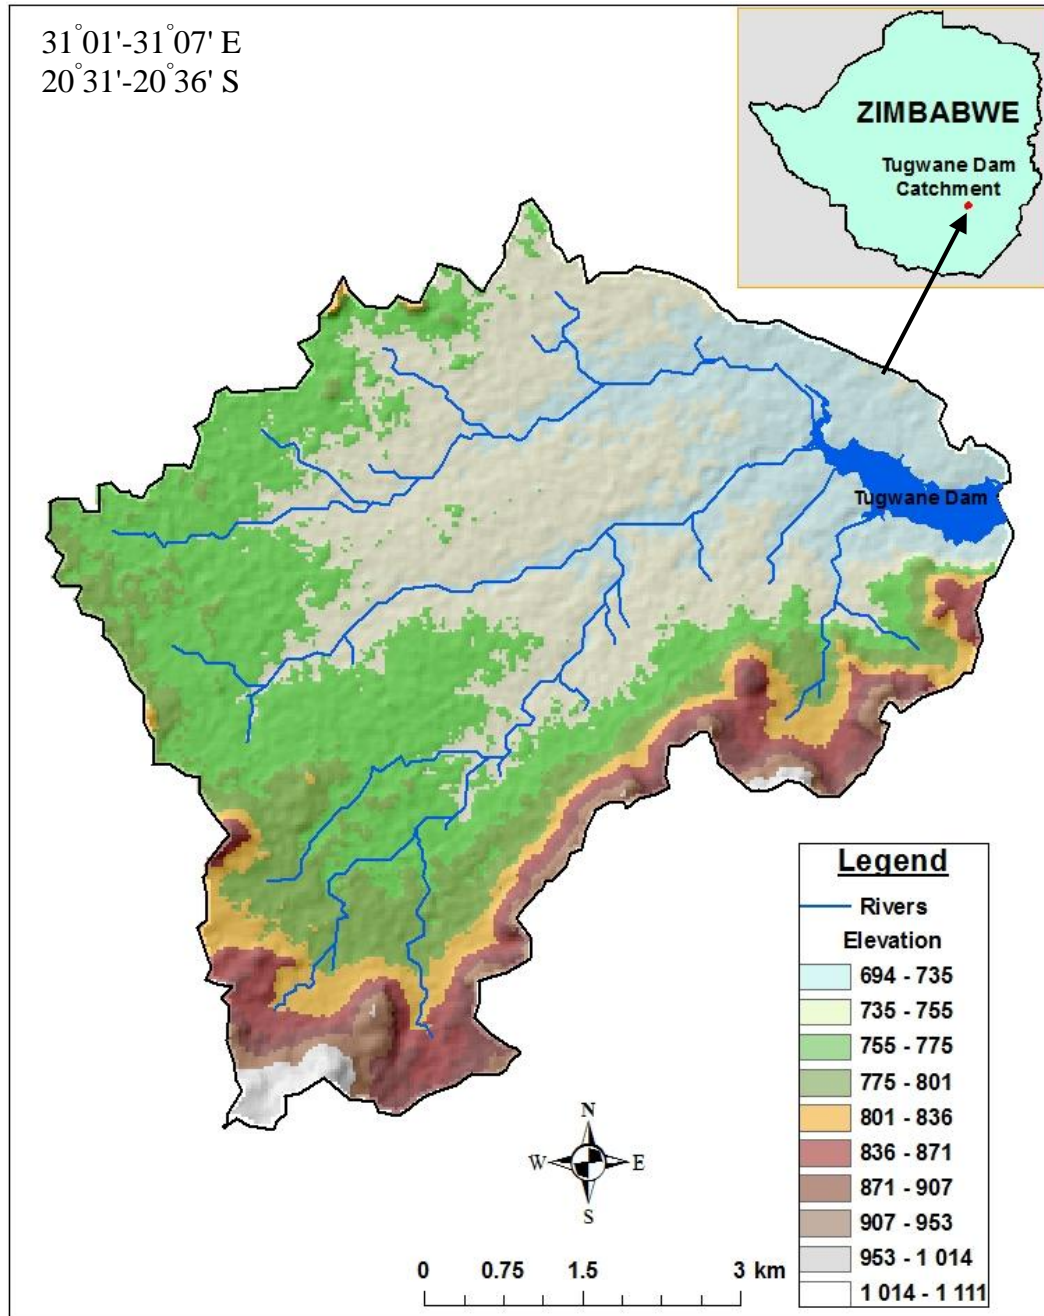 31°01'-31°07' E
20°31'-20°36' S
ZIMBABWE
Tugwane Dam
Catchment
Tugwane Dam
Legend
Rivers
Elevation
694 - 735
735 - 755
755 - 775
775 - 801
801 - 836
836 - 871
871 - 907
907 - 953
953 - 1 014
1 014 - 1 111
N
W E
S
0 0.75 1.5 3 km